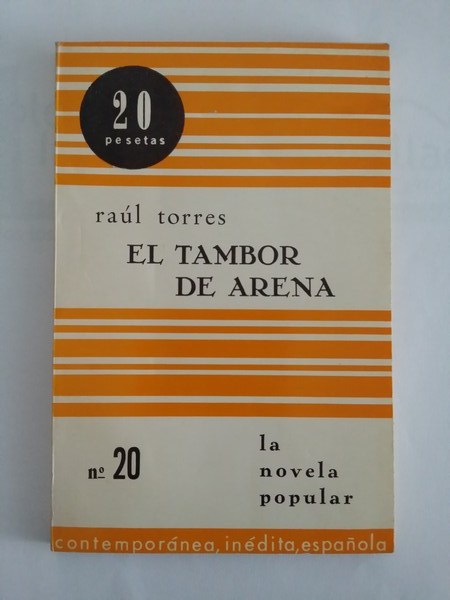 20
pesetas
raúl torres
EL TAMBOR
DE ARENA
nº 20
la
novela
popular
contemporánea, inédita, española